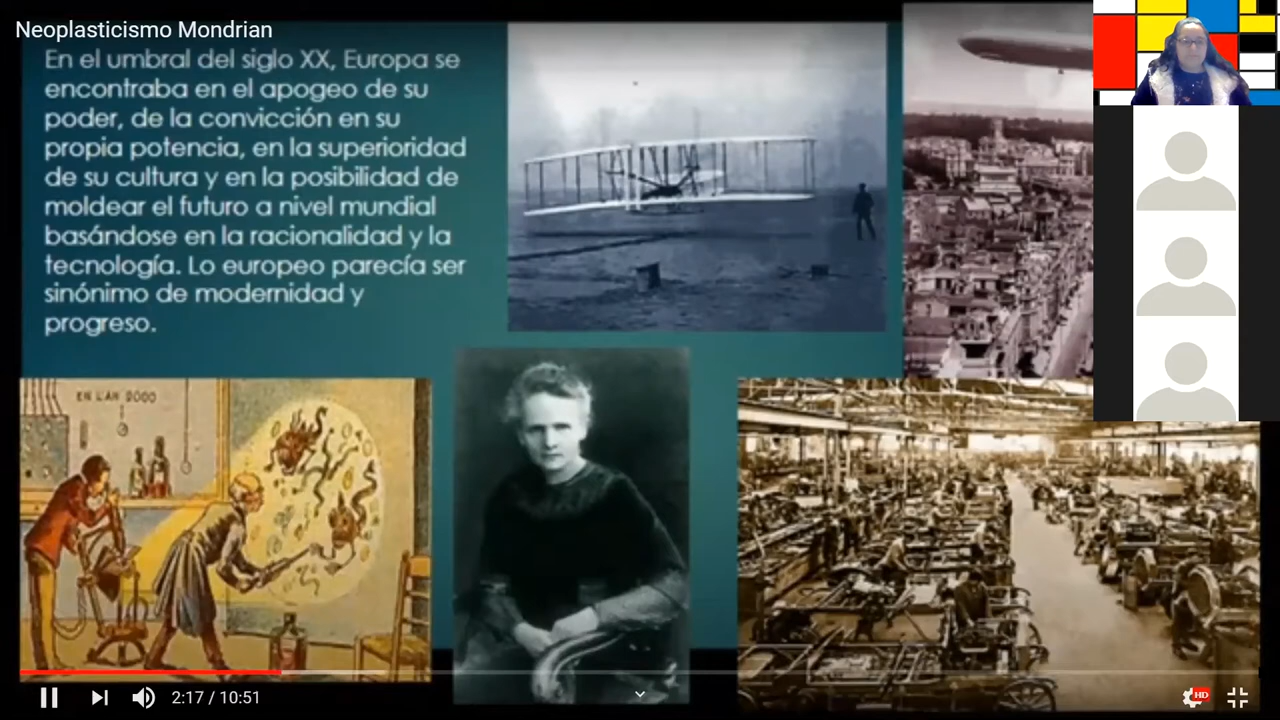 Neoplasticismo Mondrian
En el umbral del siglo XX, Europa se
encontraba en el apogeo de su
poder, de la convicción en su
propia potencia, en la superioridad
de su cultura y en la posibilidad de
moldear el futuro a nivel mundial
basándose en la racionalidad y la
tecnología. Lo europeo parecía ser
sinónimo de modernidad y
progreso.
EN L'AN 2000
2:17 / 10:51
HD